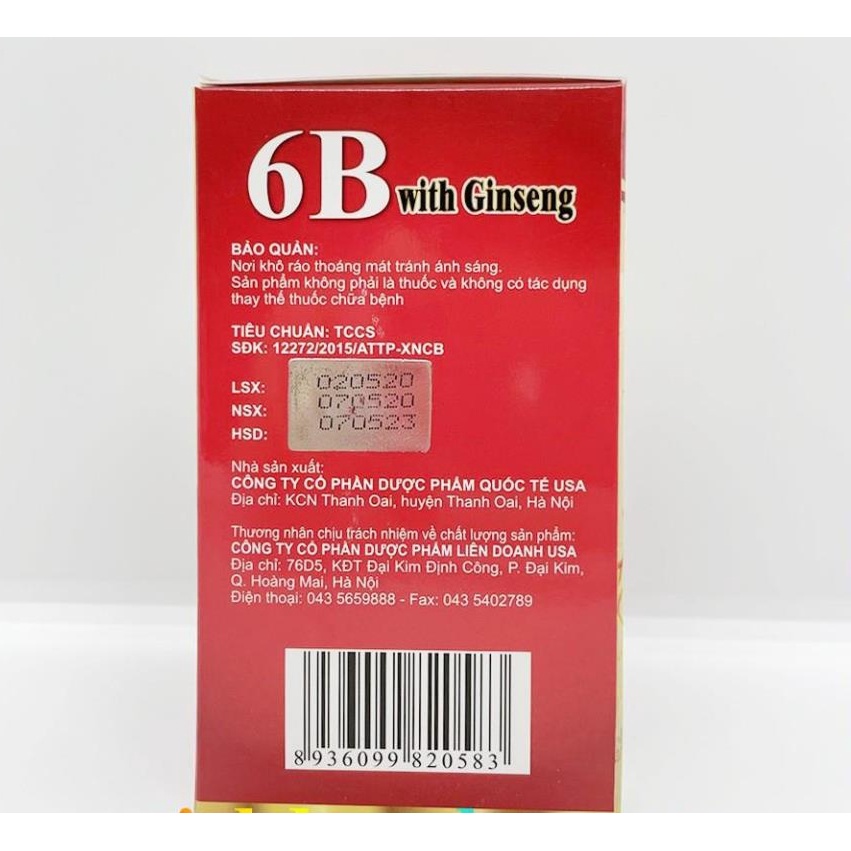 6B with Ginseng
BẢO QUẢN:
Nơi khô ráo thoáng mát tránh ánh sáng.
Sản phẩm không phải là thuốc và không có tác dụng
thay thế thuốc chữa bệnh
TIÊU CHUẨN: TCCS
SĐK: 12272/2015/ATTP-XNCB
LSX: 020520
NSX: 070520
HSD: 070523
Nhà sản xuất:
CÔNG TY CỔ PHẦN DƯỢC PHẨM QUỐC TẾ USA
Địa chỉ: KCN Thanh Oai, huyện Thanh Oai, Hà Nội
Thương nhân chịu trách nhiệm về chất lượng sản phẩm:
CÔNG TY CỔ PHẦN DƯỢC PHẨM LIÊN DOANH USA
Địa chỉ: 76D5, KĐT Đại Kim Định Công, P. Đại Kim,
Q. Hoàng Mai, Hà Nội
Điện thoại: 043 5659888 - Fax: 043 5402789
8 936099 820583